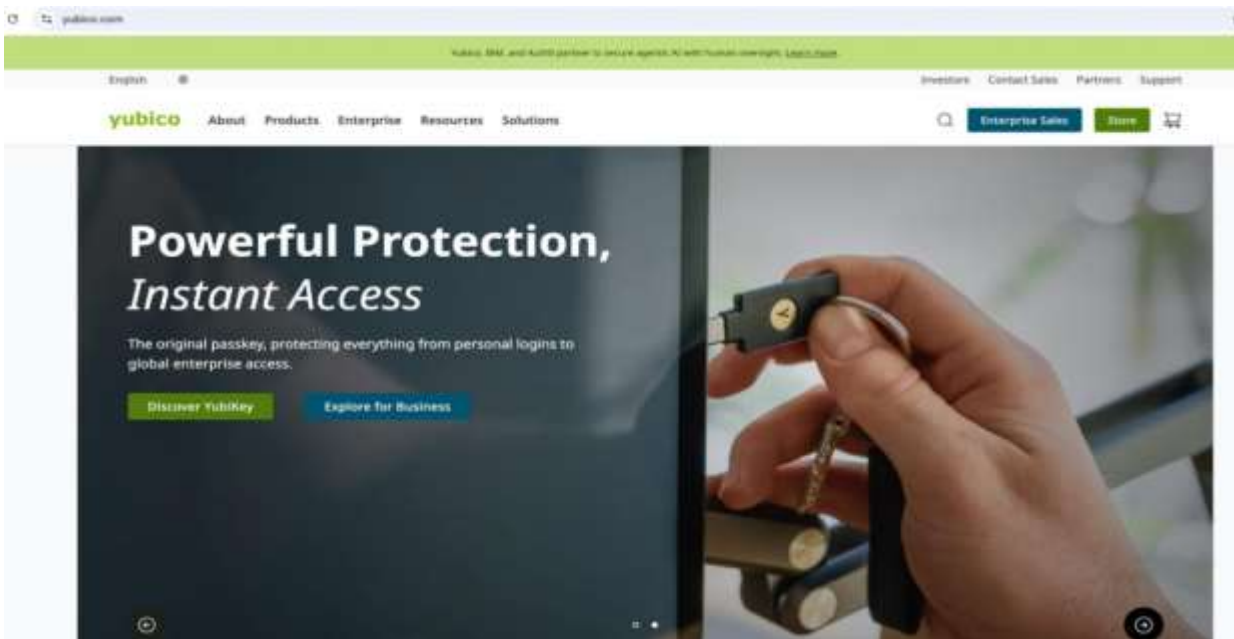 yubico.com
Yubico, IBM, and Auth0 partner to secure agentic AI with human oversight. Learn more.
English
Investors Contact Sales Partners Support
yubico About Products Enterprise Resources Solutions
Enterprise Sales Store
Powerful Protection,
Instant Access
The original passkey, protecting everything from personal logins to
global enterprise access.
Discover YubiKey Explore for Business
Y